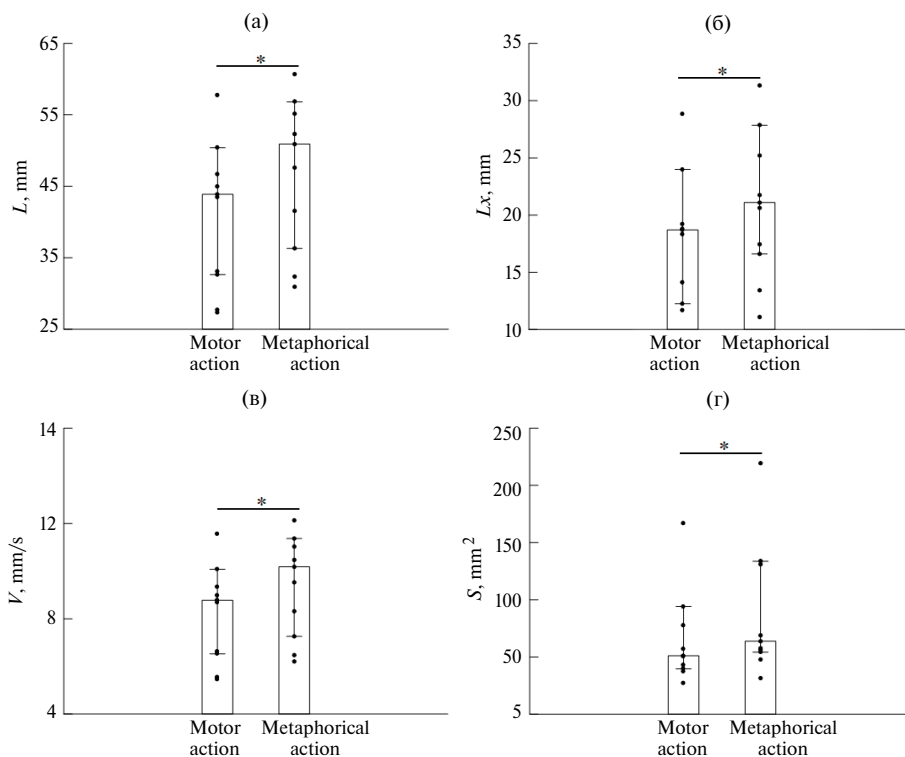 (а)
65
55
45
35
25
L, mm
*
Motor action
Metaphorical action
(б)
35
30
25
20
15
10
Lx, mm
*
Motor action
Metaphorical action
(в)
14
12
8
4
V, mm/s
*
Motor action
Metaphorical action
(г)
250
200
150
100
50
5
S, mm²
*
Motor action
Metaphorical action